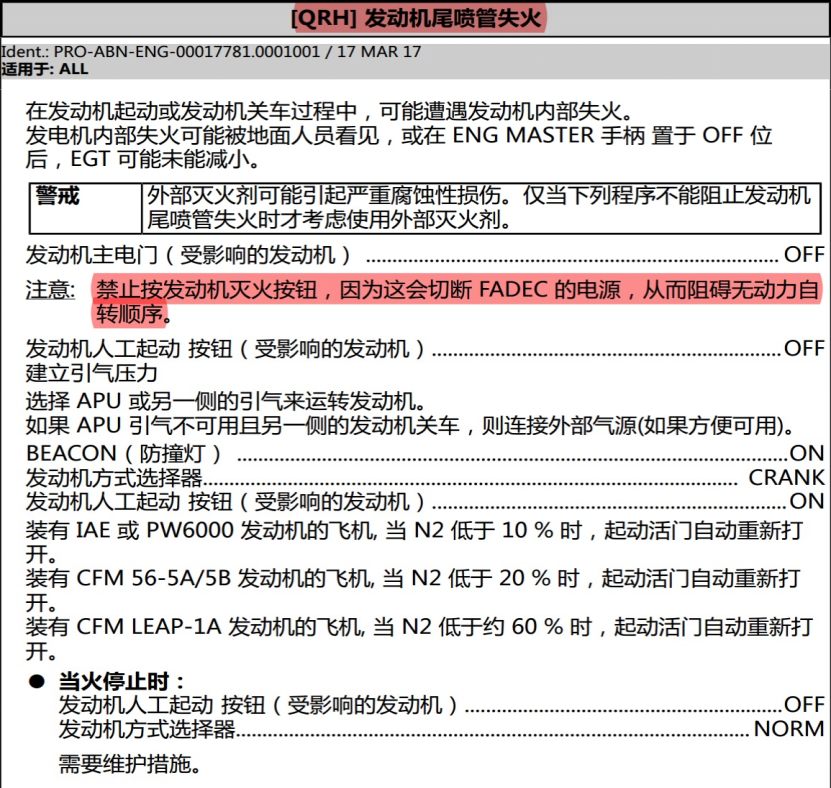 [QRH] 发动机尾喷管失火
Ident.: PRO-ABN-ENG-00017781.0001001 / 17 MAR 17
适用于: ALL
在发动机起动或发动机关车过程中，可能遭遇发动机内部失火。
发电机内部失火可能被地面人员看见，或在 ENG MASTER 手柄 置于 OFF 位
后，EGT 可能未能减小。
警戒 外部灭火剂可能引起严重腐蚀性损伤。仅当下列程序不能阻止发动机
尾喷管失火时才考虑使用外部灭火剂。
发动机主电门（受影响的发动机）................................................................OFF
注意: 禁止按发动机灭火按钮，因为这会切断 FADEC 的电源，从而阻碍无动力自
转顺序。
发动机人工起动 按钮（受影响的发动机）......................................................OFF
建立引气压力
选择 APU 或另一侧的引气来运转发动机。
如果 APU 引气不可用且另一侧的发动机关车，则连接外部气源(如果方便可用)。
BEACON（防撞灯）...................................................................................ON
发动机方式选择器................................................................................. CRANK
发动机人工起动 按钮（受影响的发动机）......................................................ON
装有 IAE 或 PW6000 发动机的飞机, 当 N2 低于 10 % 时，起动活门自动重新打
开。
装有 CFM 56-5A/5B 发动机的飞机, 当 N2 低于 20 % 时，起动活门自动重新打
开。
装有 CFM LEAP-1A 发动机的飞机, 当 N2 低于约 60 % 时，起动活门自动重新打
开。
● 当火停止时：
发动机人工起动 按钮（受影响的发动机）.................................................OFF
发动机方式选择器............................................................................... NORM
需要维护措施。